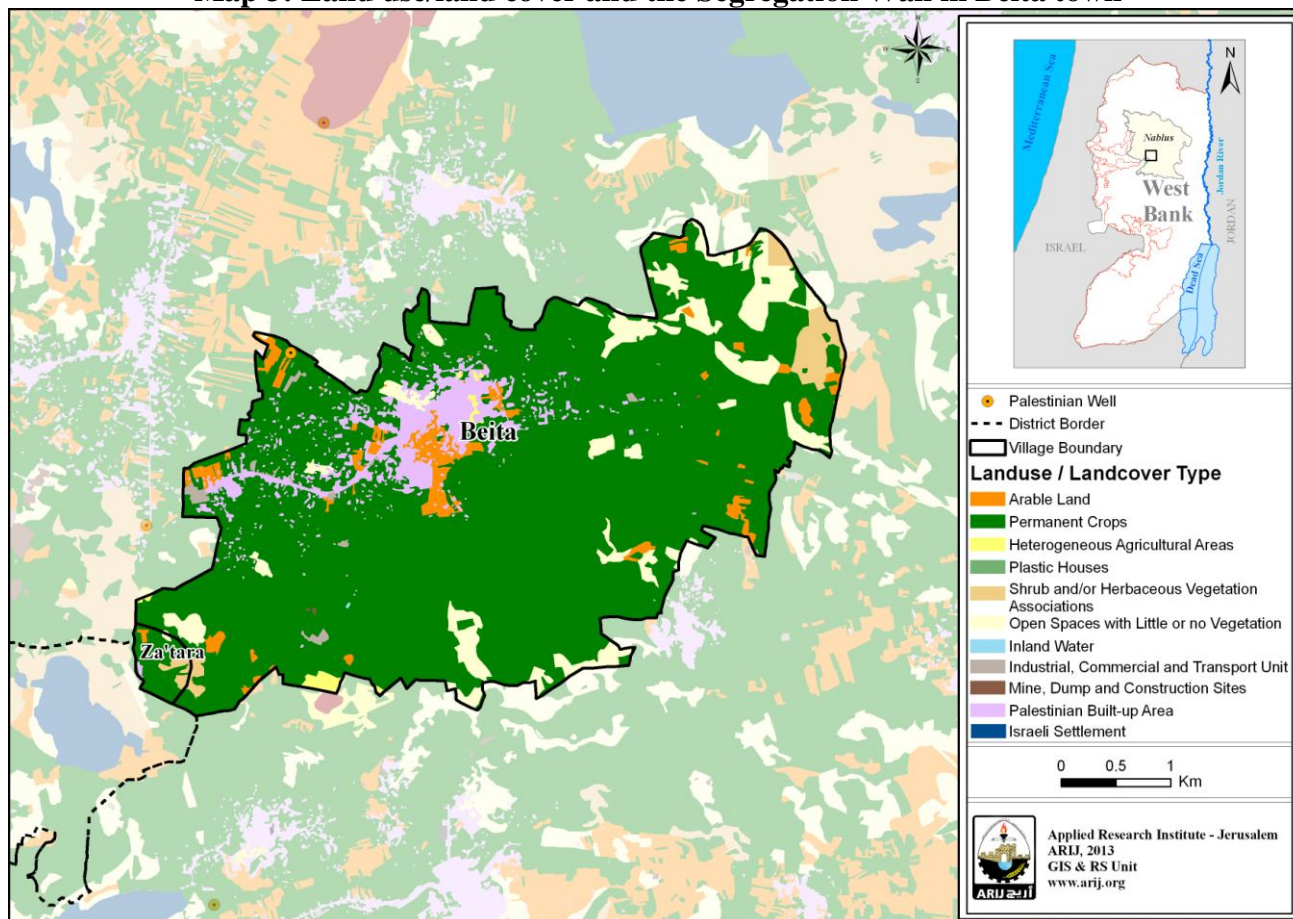 Map 3: Land use/land cover and the Segregation Wall in Beita town
N
W
E
Beita
Za'tara
N
Mediterranean Sea
Nablus
Jordan River
West
Bank
ISRAEL
JORDAN
Dead Sea
Palestinian Well
District Border
Village Boundary
Landuse / Landcover Type
Arable Land
Permanent Crops
Heterogeneous Agricultural Areas
Plastic Houses
Shrub and/or Herbaceous Vegetation
Associations
Open Spaces with Little or no Vegetation
Inland Water
Industrial, Commercial and Transport Unit
Mine, Dump and Construction Sites
Palestinian Built-up Area
Israeli Settlement
0 0.5 1
Km
Applied Research Institute - Jerusalem
ARIJ, 2013
GIS & RS Unit
www.arij.org
ARIJ أريج